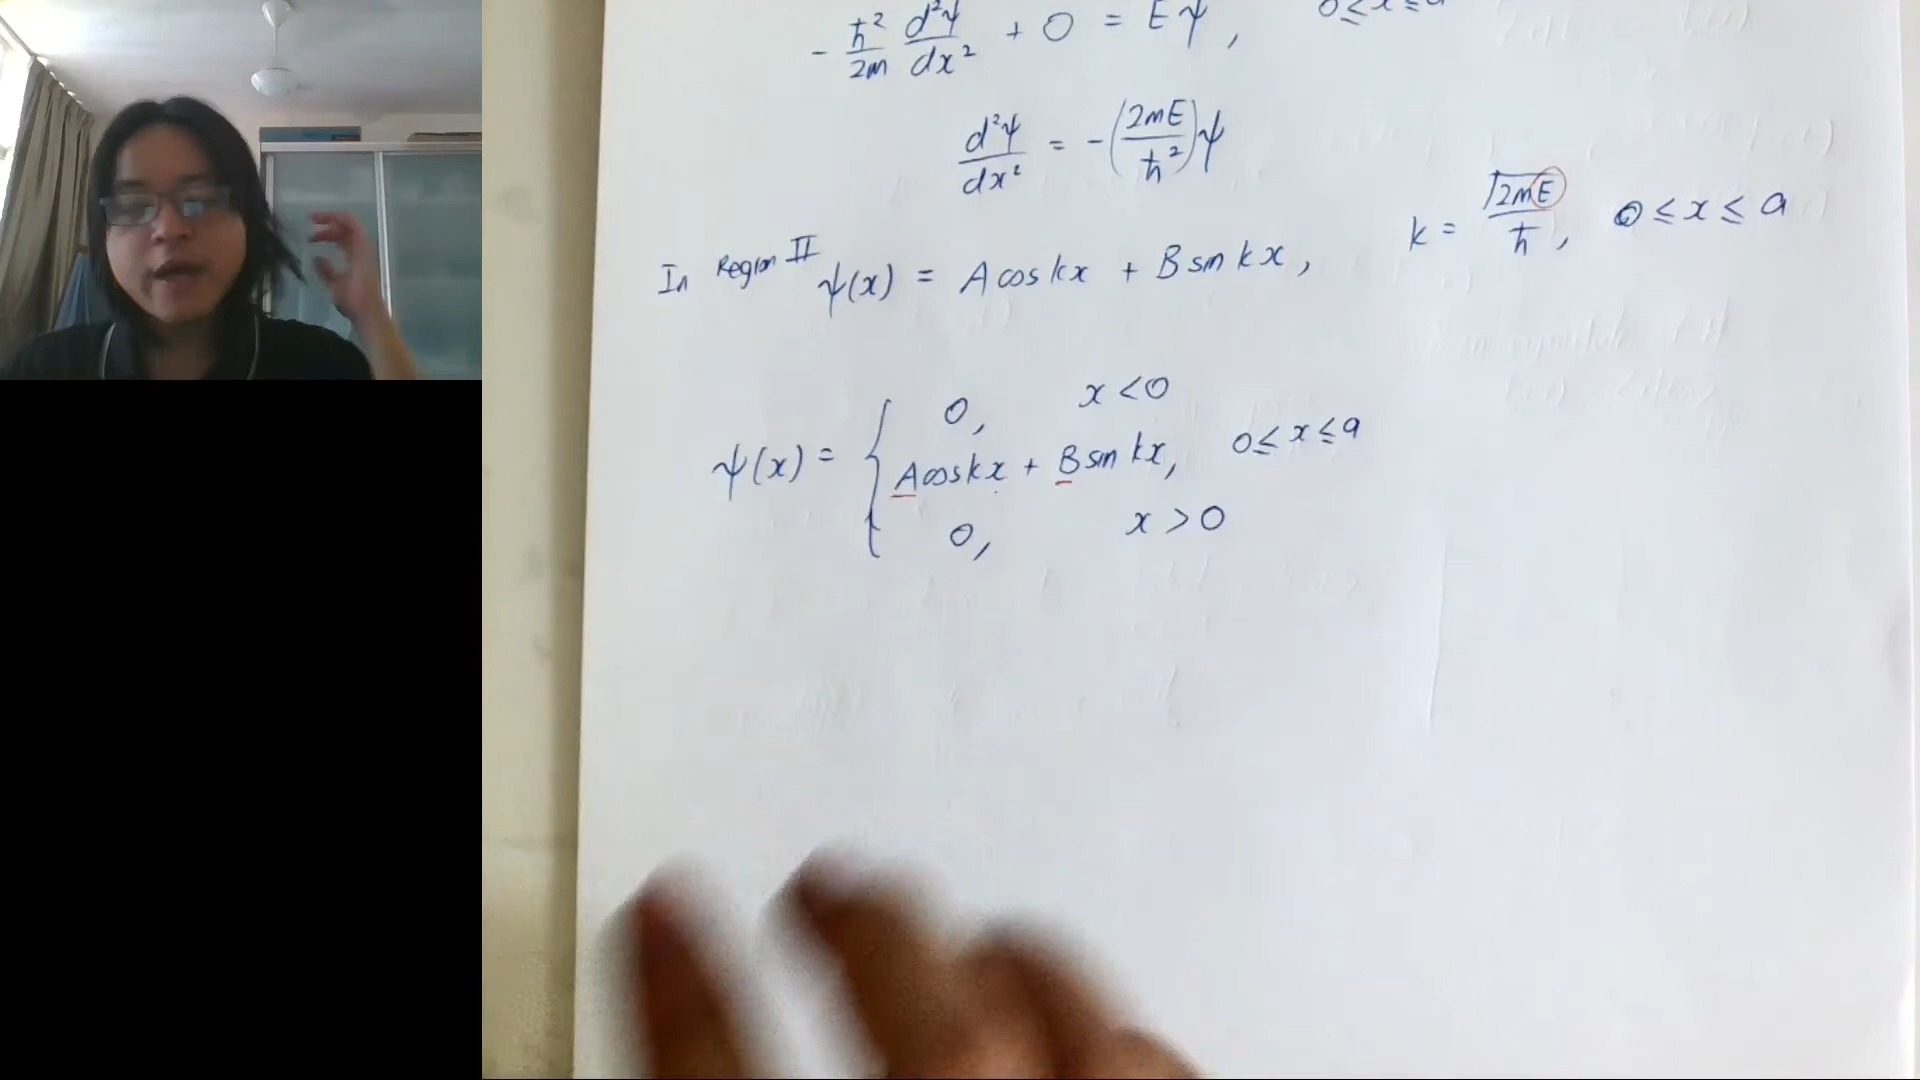 -ħ²/2m d²ψ/dx² + 0 = Eψ, 0≤x≤a
d²ψ/dx² = -(2mE/ħ²)ψ
In Region II ψ(x) = A cos kx + B sin kx, k = √2mE/ħ, 0 ≤ x ≤ a
ψ(x) = { 0, x < 0
A cos kx + B sin kx, 0 ≤ x ≤ a
0, x > 0